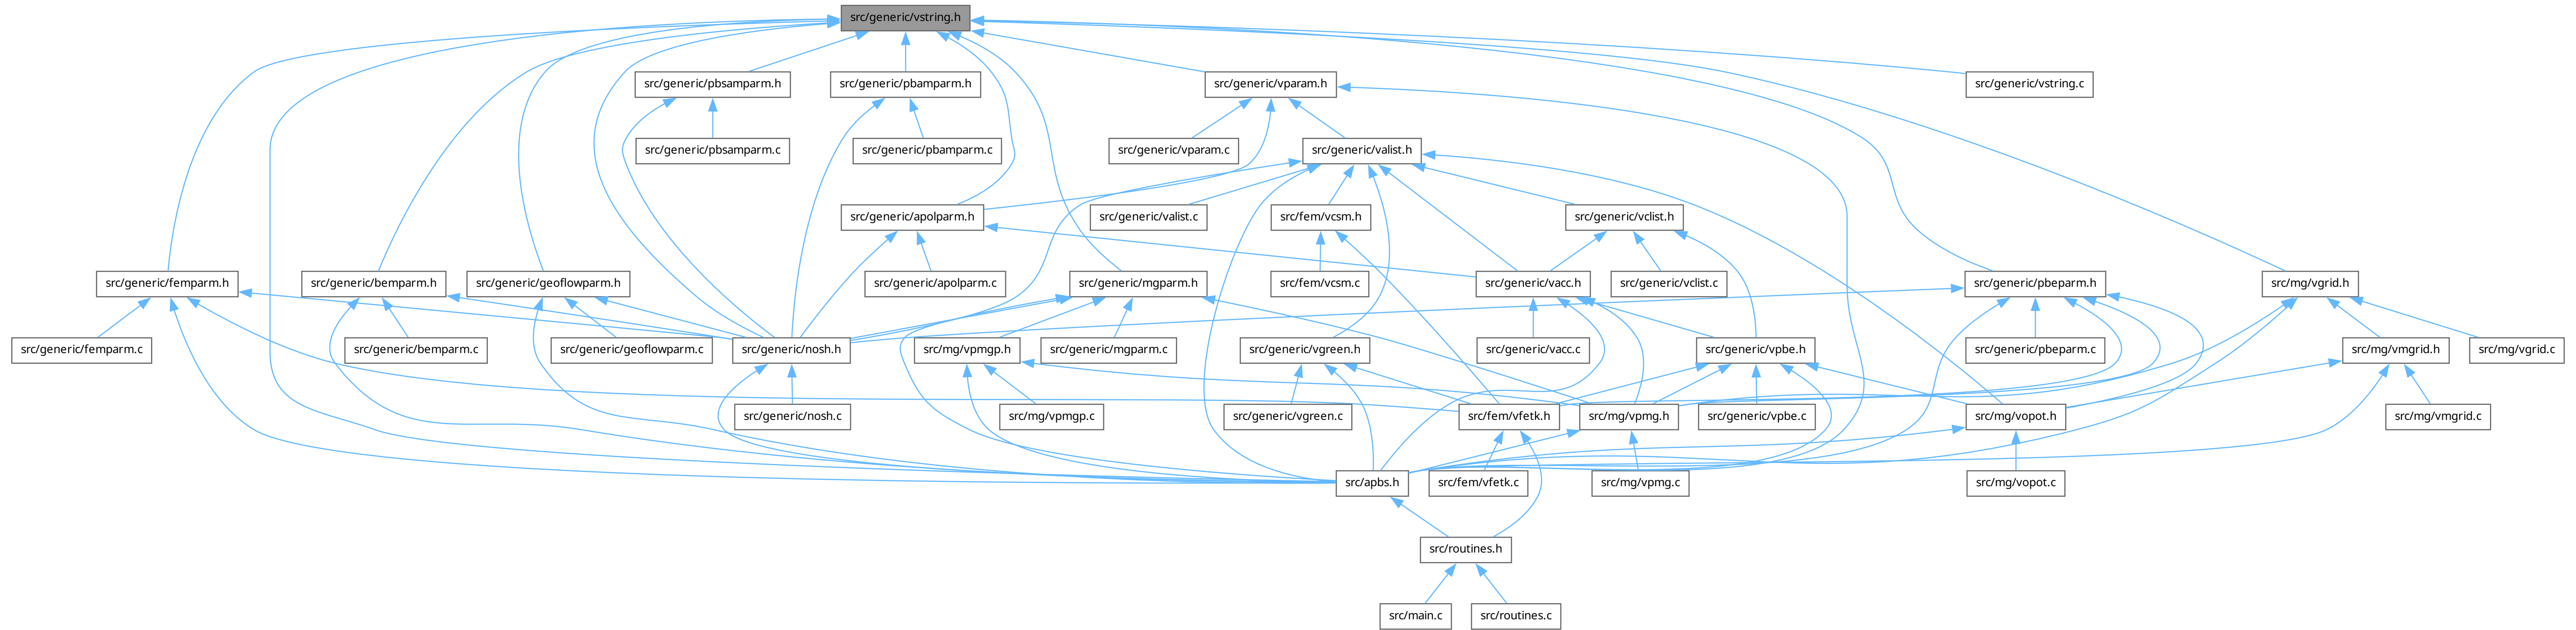 src/generic/vstring.h
src/generic/pbsamparm.h
src/generic/pbamparm.h
src/generic/vparam.h
src/generic/vstring.c
src/generic/pbsamparm.c
src/generic/pbamparm.c
src/generic/vparam.c
src/generic/valist.h
src/generic/apolparm.h
src/generic/valist.c
src/fem/vcsm.h
src/generic/vclist.h
src/generic/femparm.h
src/generic/bemparm.h
src/generic/geoflowparm.h
src/generic/apolparm.c
src/generic/mgparm.h
src/fem/vcsm.c
src/generic/vacc.h
src/generic/vclist.c
src/generic/pbeparm.h
src/mg/vgrid.h
src/generic/femparm.c
src/generic/bemparm.c
src/generic/geoflowparm.c
src/generic/nosh.h
src/mg/vpmgp.h
src/generic/mgparm.c
src/generic/vgreen.h
src/generic/vacc.c
src/generic/vpbe.h
src/generic/pbeparm.c
src/mg/vmgrid.h
src/mg/vgrid.c
src/generic/nosh.c
src/mg/vpmgp.c
src/generic/vgreen.c
src/fem/vfetk.h
src/mg/vpmg.h
src/generic/vpbe.c
src/mg/vopot.h
src/mg/vmgrid.c
src/apbs.h
src/fem/vfetk.c
src/mg/vpmg.c
src/mg/vopot.c
src/routines.h
src/main.c
src/routines.c